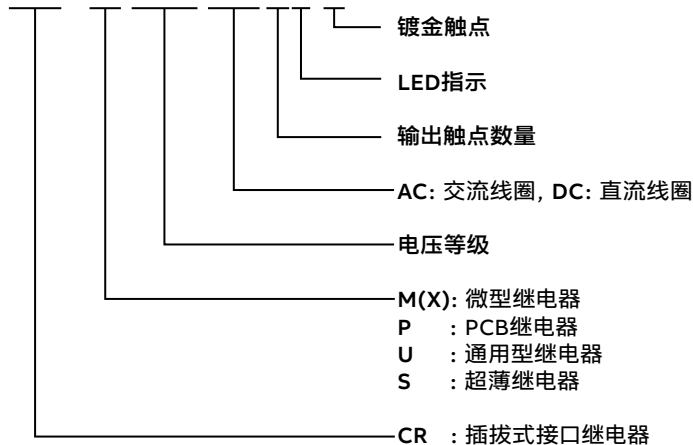 镀金触点
LED指示
输出触点数量
AC: 交流线圈, DC: 直流线圈
电压等级
M(X): 微型继电器
P : PCB继电器
U : 通用型继电器
S : 超薄继电器
CR : 插拔式接口继电器